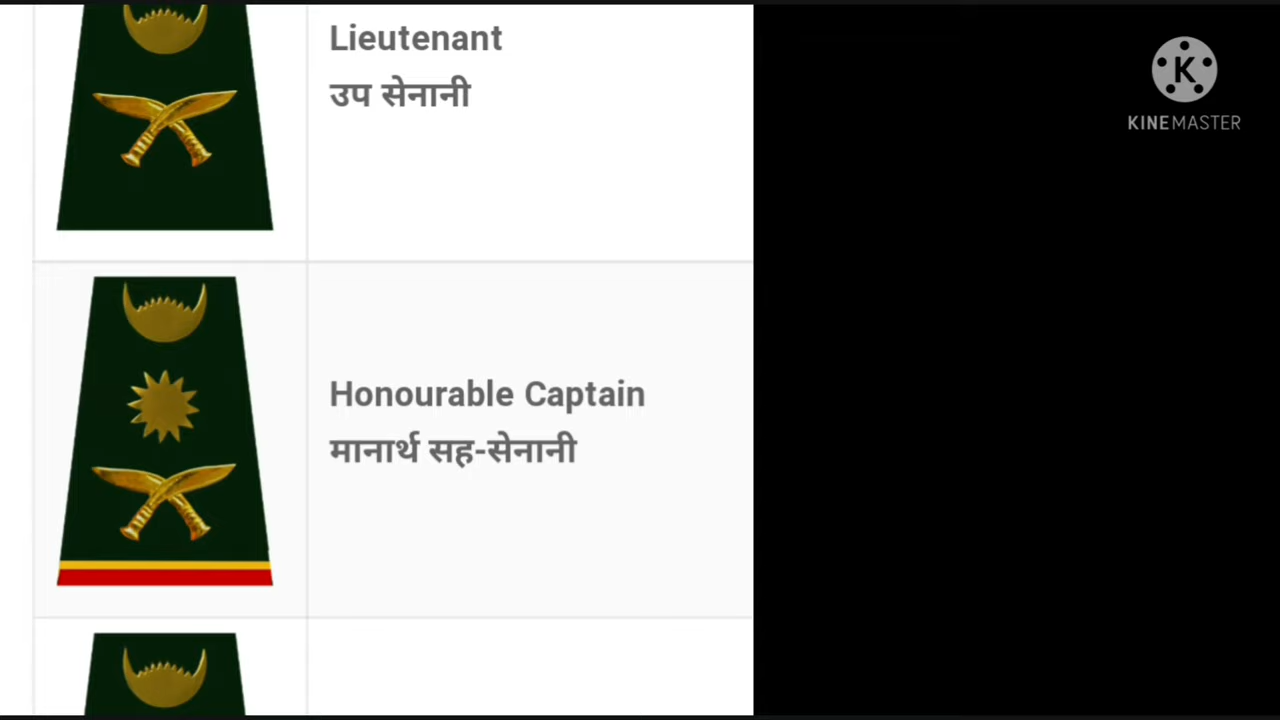 Lieutenant
उप सेनानी
Honourable Captain
मानार्थ सह-सेनानी
K
KINEMASTER